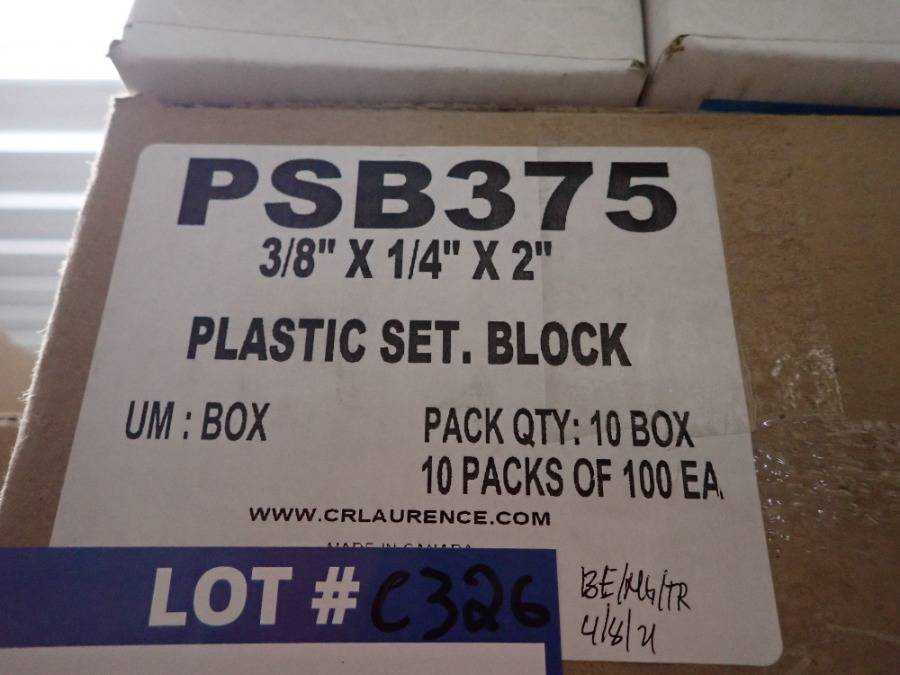 PSB375
3/8" X 1/4" X 2"
PLASTIC SET. BLOCK
UM : BOX
PACK QTY: 10 BOX
10 PACKS OF 100 EA.
WWW.CRLAURENCE.COM
MADE IN CANADA
LOT # C326
BE/MG/TR
4/8/21